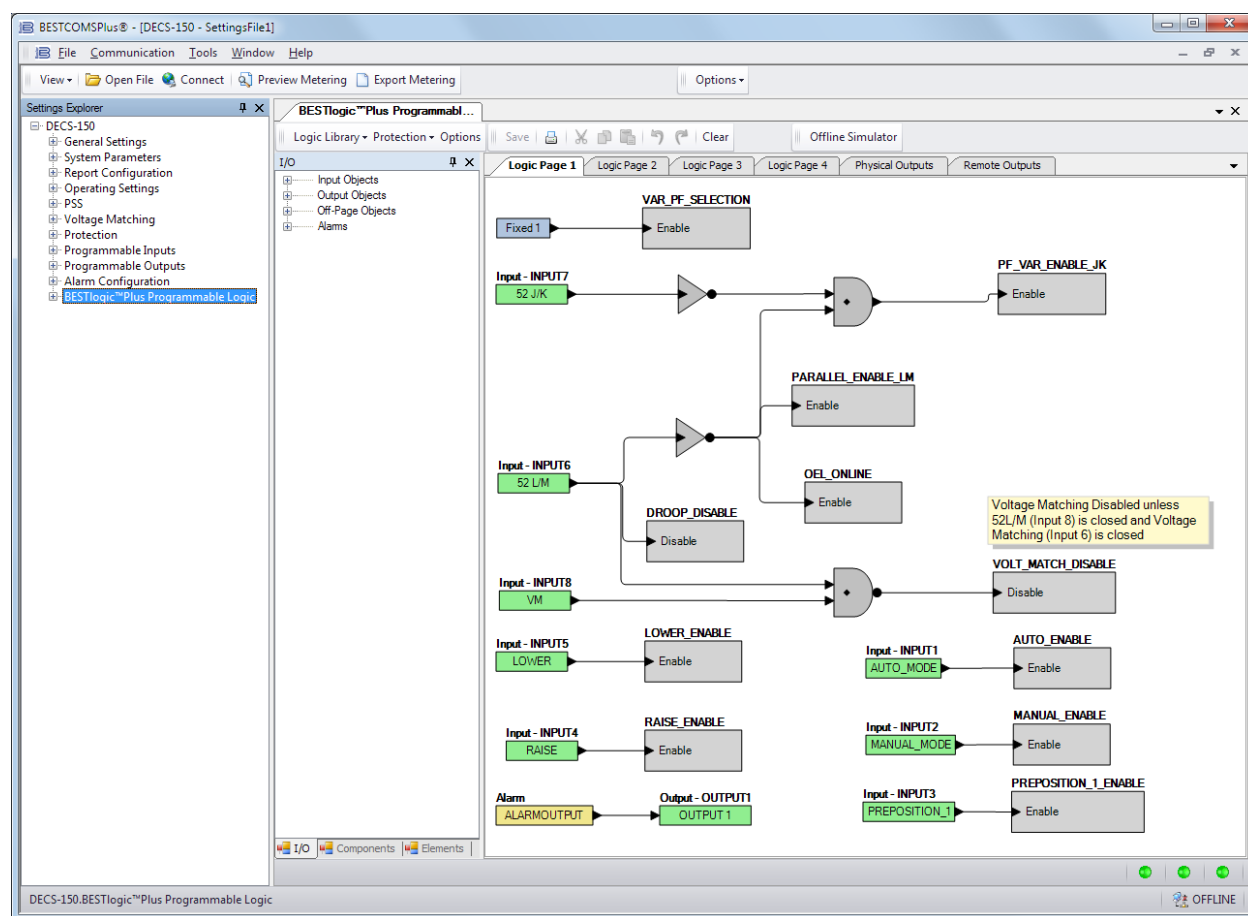 BESTCOMSPlus® - [DECS-150 - SettingsFile1]
File Communication Tools Window Help
View Open File Connect Preview Metering Export Metering Options
Settings Explorer
DECS-150
General Settings
System Parameters
Report Configuration
Operating Settings
PSS
Voltage Matching
Protection
Programmable Inputs
Programmable Outputs
Alarm Configuration
BESTlogic™Plus Programmable Logic
BESTlogic™Plus Programmabl...
Logic Library Protection Options Save Clear Offline Simulator
I/O
Input Objects
Output Objects
Off-Page Objects
Alarms
I/O Components Elements
Logic Page 1 Logic Page 2 Logic Page 3 Logic Page 4 Physical Outputs Remote Outputs
VAR_PF_SELECTION
Fixed 1
Enable
Input - INPUT7
52 J/K
PF_VAR_ENABLE_JK
Enable
PARALLEL_ENABLE_LM
Enable
Input - INPUT6
52 L/M
OEL_ONLINE
Enable
DROOP_DISABLE
Disable
Voltage Matching Disabled unless
52L/M (Input 8) is closed and Voltage
Matching (Input 6) is closed
Input - INPUT8
VM
VOLT_MATCH_DISABLE
Disable
Input - INPUT5
LOWER
LOWER_ENABLE
Enable
Input - INPUT1
AUTO_MODE
AUTO_ENABLE
Enable
Input - INPUT4
RAISE
RAISE_ENABLE
Enable
Input - INPUT2
MANUAL_MODE
MANUAL_ENABLE
Enable
Alarm
ALARMOUTPUT
Output - OUTPUT1
OUTPUT 1
Input - INPUT3
PREPOSITION_1
PREPOSITION_1_ENABLE
Enable
DECS-150.BESTlogic™Plus Programmable Logic
OFFLINE